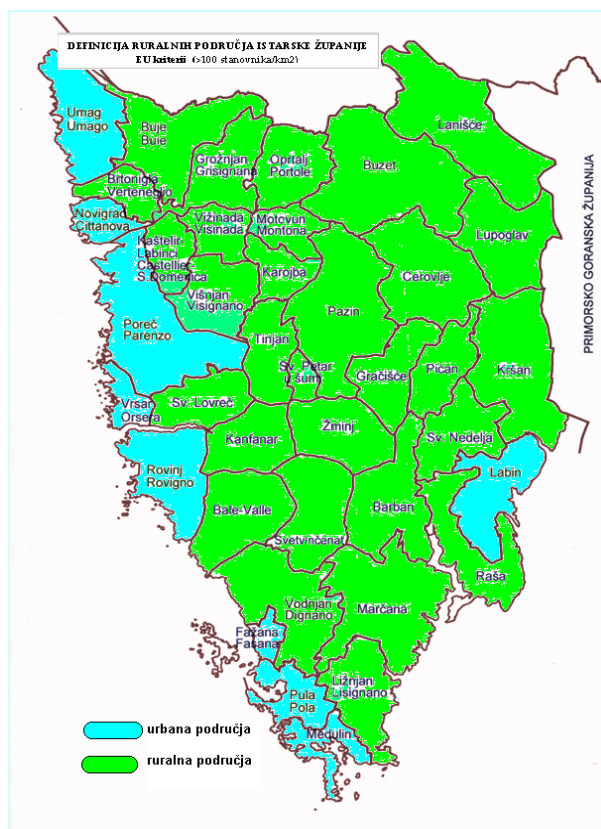 DEFINICIJA RURALNIH PODRUČJA ISTARSKE ŽUPANIJE
EU kriterii (>100 stanovnika/km2)
Umag
Umago
Buje
Buie
Lanišće
Grožnjan
Grisignana
Oprtalj
Portole
Buzet
Brtonigla
Verteneglio
Novigrad
Cittanova
Vižinada
Visinada
Motovun
Montona
Lupoglav
Kaštelir-
Labinci
Castellier-
S.Domenica
Karojba
Cerovlje
Višnjan
Visignano
Pazin
Poreč
Parenzo
Tinjan
Sv. Petar
u šumi
Gračišće
Pićan
Kršan
Vrsar
Orsera
Sv. Lovreč
Kanfanar
Žminj
Sv. Nedelja
Labin
Rovinj
Rovigno
Bale-Valle
Barban
Svetvinčenat
Raša
Vodnjan
Dignano
Marčana
Fažana
Fasana
Ližnjan
Lisignano
Pula
Pola
Medulin
PRIMORSKO GORANSKA ŽUPANIJA
urbana područja
ruralna područja